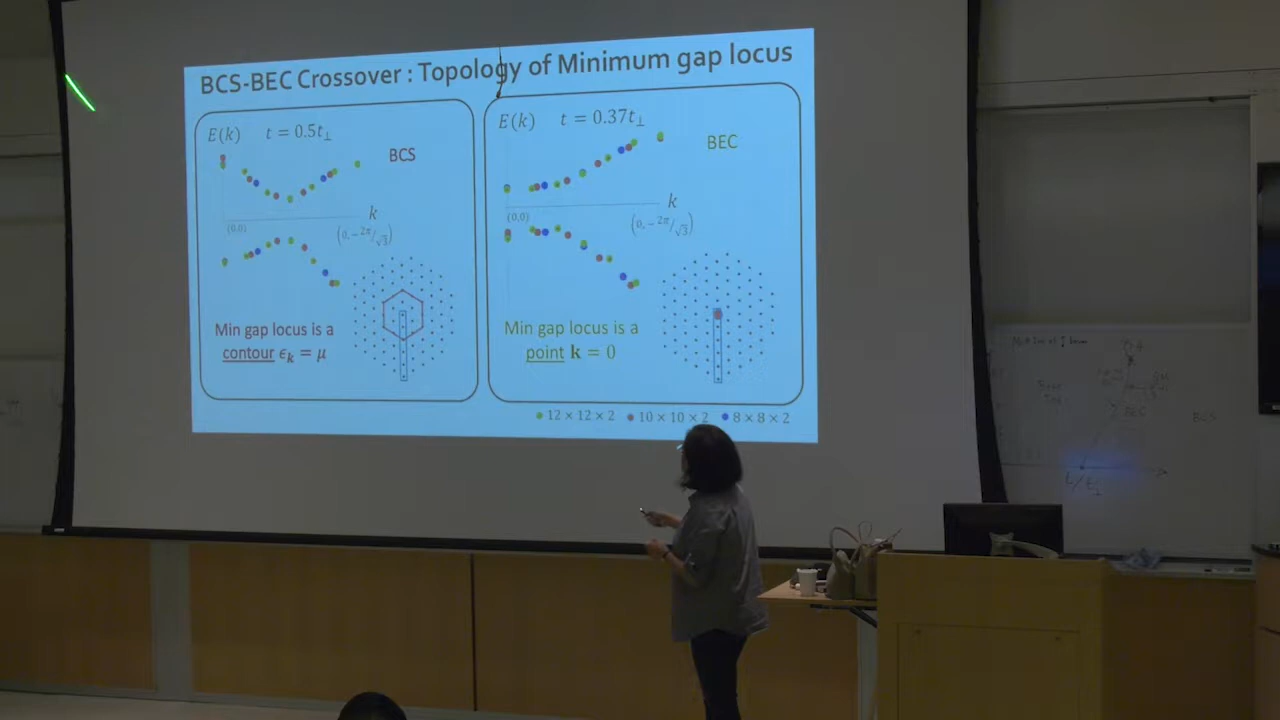 BCS-BEC Crossover : Topology of Minimum gap locus
E(k) t = 0.5t⊥
BCS
k
(0,0)
(0, −2π/√3)
Min gap locus is a
contour ϵₖ = μ
E(k) t = 0.37t⊥
BEC
k
(0,0)
(0, −2π/√3)
Min gap locus is a
point k = 0
12 × 12 × 2 10 × 10 × 2 8 × 8 × 2
BCS
t/t⊥